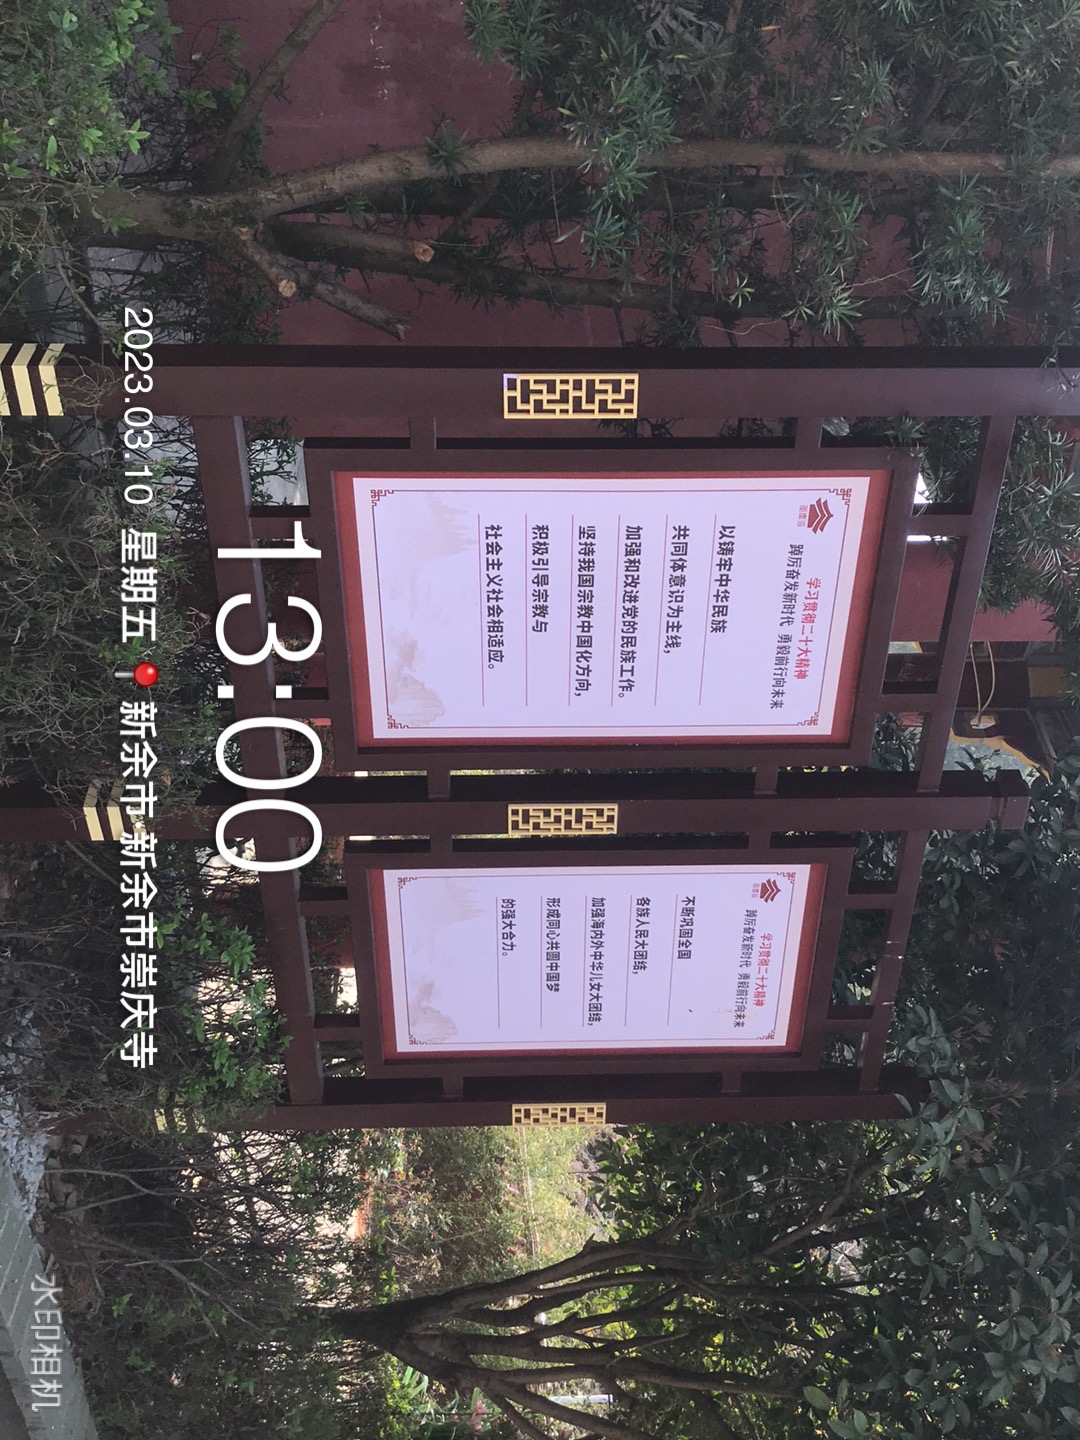 学习贯彻二十大精神
踔厉奋发新时代 勇毅前行向未来
以铸牢中华民族
共同体意识为主线，
加强和改进党的民族工作。
坚持我国宗教中国化方向，
积极引导宗教与
社会主义社会相适应。
学习贯彻二十大精神
踔厉奋发新时代 勇毅前行向未来
不断巩固全国
各族人民大团结，
加强海内外中华儿女大团结，
形成同心共圆中国梦
的强大合力。
13:00
2023.03.10 星期五 新余市·新余市崇庆寺
水印相机